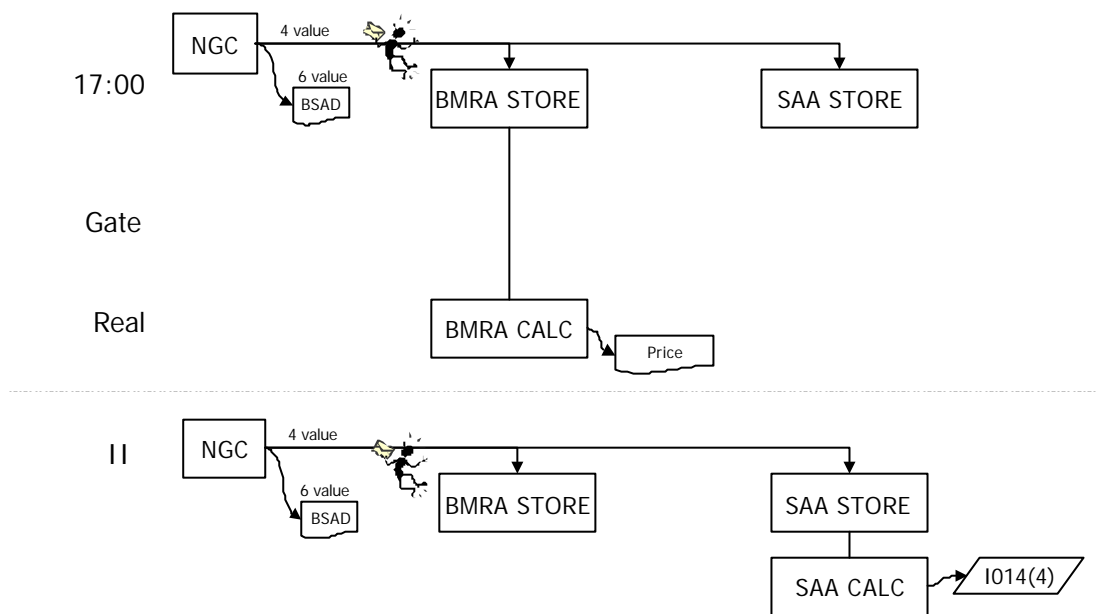 4 value
NGC
17:00
6 value
BSAD
BMRA STORE
SAA STORE
Gate
Real
BMRA CALC
Price
II
NGC
4 value
6 value
BSAD
BMRA STORE
SAA STORE
SAA CALC
I014(4)